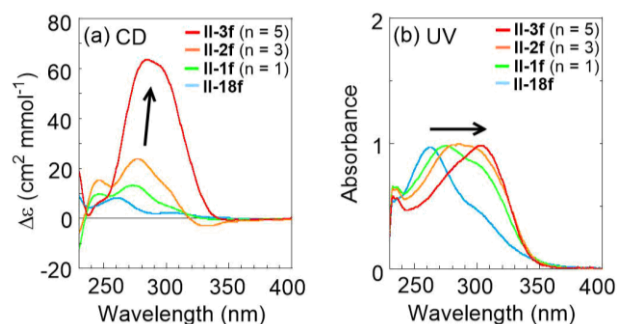 (a) CD
II-3f (n = 5)
II-2f (n = 3)
II-1f (n = 1)
II-18f
80
60
40
20
0
-20
Δε (cm² mmol⁻¹)
250 300 350 400
Wavelength (nm)
(b) UV
II-3f (n = 5)
II-2f (n = 3)
II-1f (n = 1)
II-18f
2
1
0
Absorbance
250 300 350 400
Wavelength (nm)